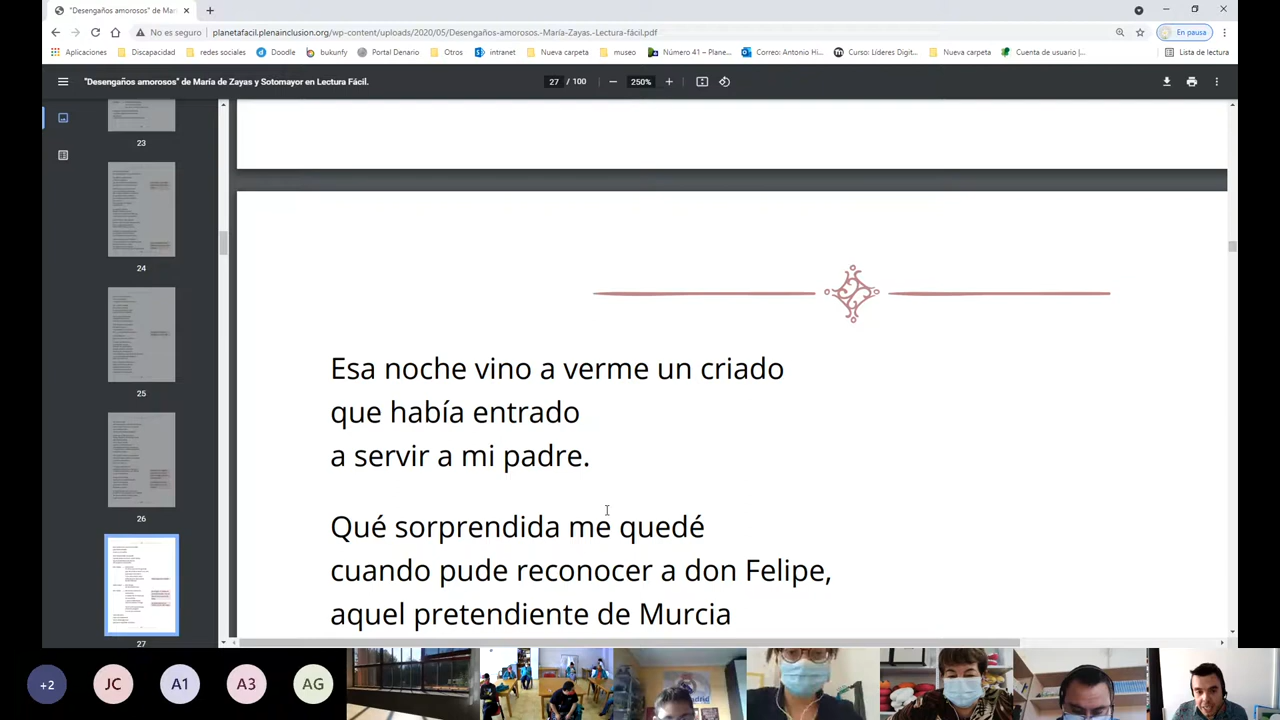 "Desengaños amorosos" de Marí
No es seguro
planetafacil.plenainclusion.org/wp-content/uploads/2020/05/Desengaños-amorosos.-María-Zayas.-Lectura-fácil.pdf
En pausa
Aplicaciones
Discapacidad
redes sociales
Doodle
bukunfy
Portal Denario
Otros
intranet
Nueva carpeta
museo
Número 41 – Plane...
Correo: Antonio Hi...
Curso: Líderes Digit...
Nueva carpeta
Cuenta de usuario|...
Lista de lectura
"Desengaños amorosos" de María de Zayas y Sotomayor en Lectura Fácil.
27 / 100
250%
23
24
25
26
27
Esa noche vino a verme un criado
que había entrado
a servir a mi padre.
Qué sorprendida me quedé
cuando pude reconocer a don Felipe
aquel pretendiente de Murcia
+2
JC
A1
A3
AG